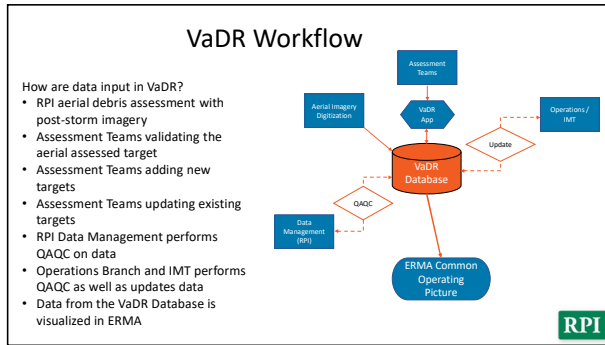 VaDR Workflow
How are data input in VaDR?
• RPI aerial debris assessment with
post-storm imagery
• Assessment Teams validating the
aerial assessed target
• Assessment Teams adding new
targets
• Assessment Teams updating existing
targets
• RPI Data Management performs
QAQC on data
• Operations Branch and IMT performs
QAQC as well as updates data
• Data from the VaDR Database is
visualized in ERMA
Assessment
Teams
Aerial Imagery
Digitization
VaDR
App
Operations /
IMT
Update
VaDR
Database
QAQC
Data
Management
(RPI)
ERMA Common
Operating
Picture
RPI